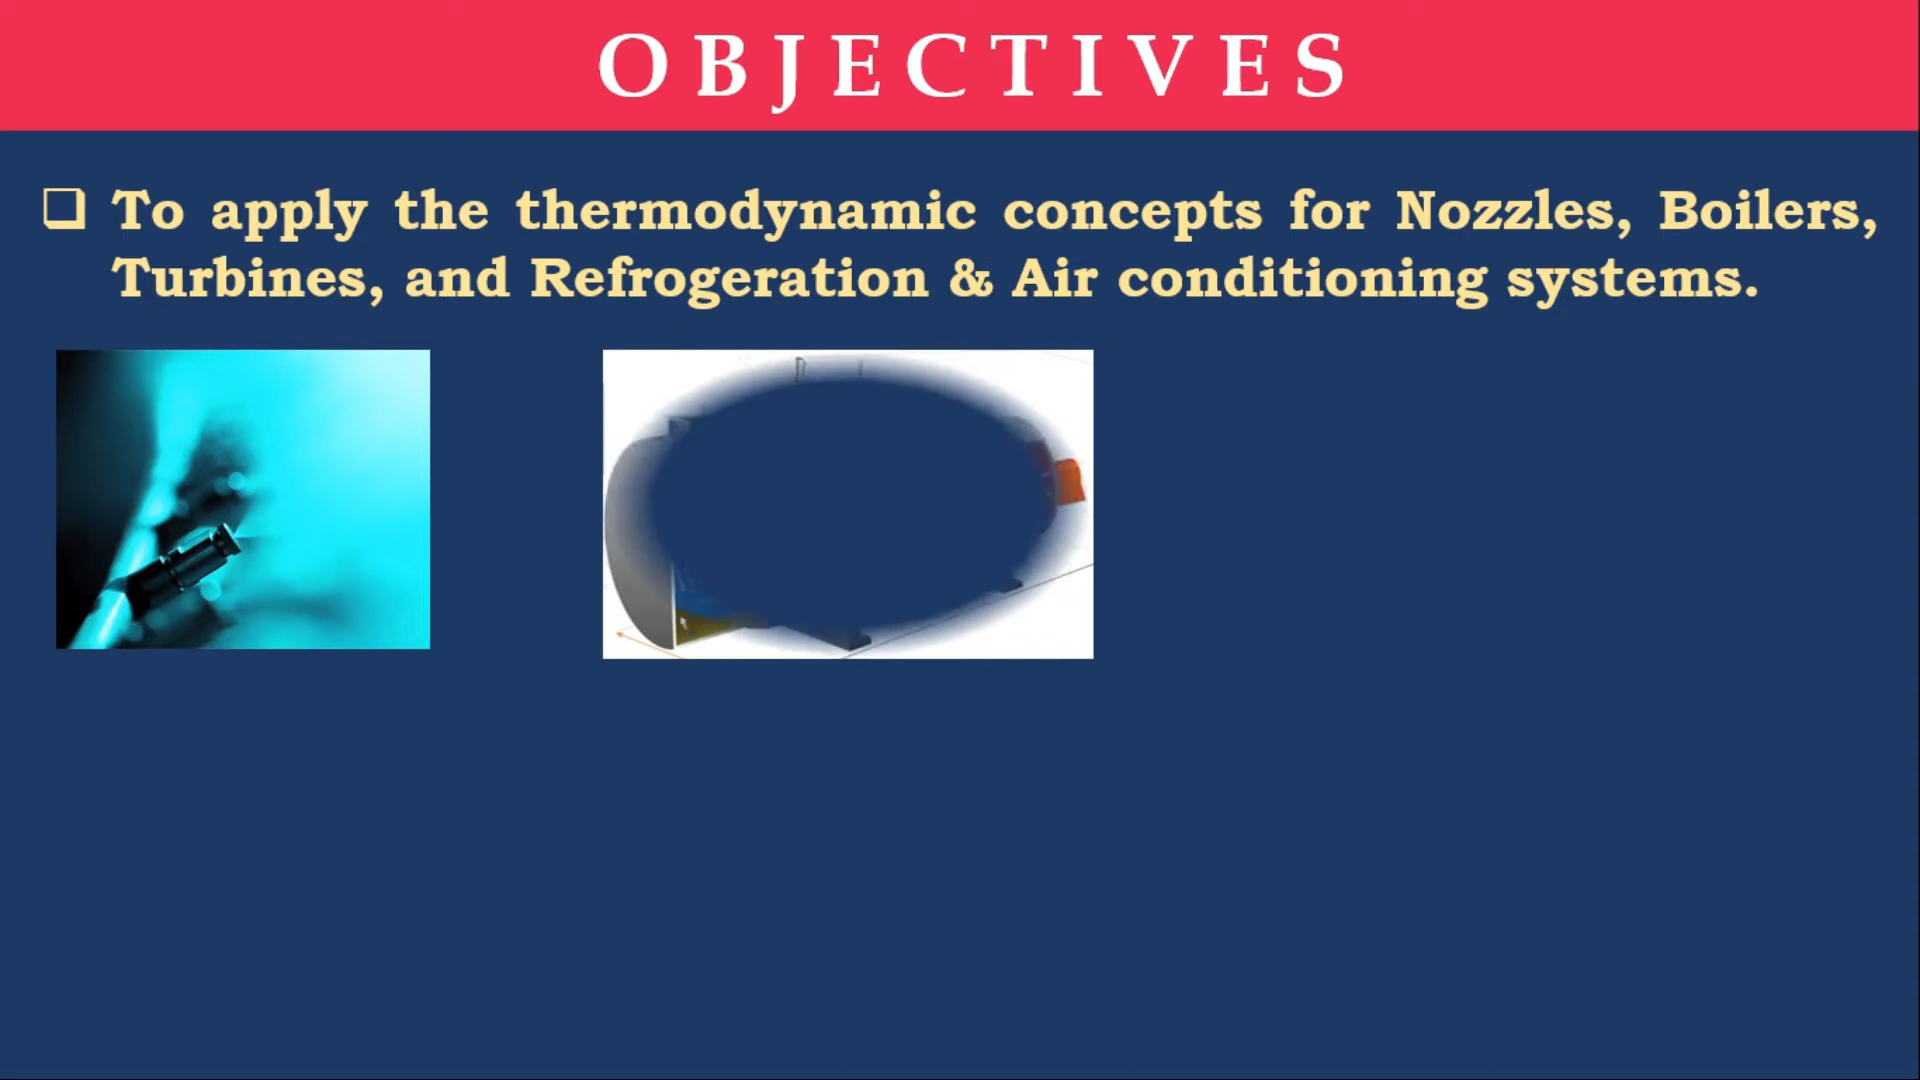 OBJECTIVES
❑ To apply the thermodynamic concepts for Nozzles, Boilers,
Turbines, and Refrogeration & Air conditioning systems.